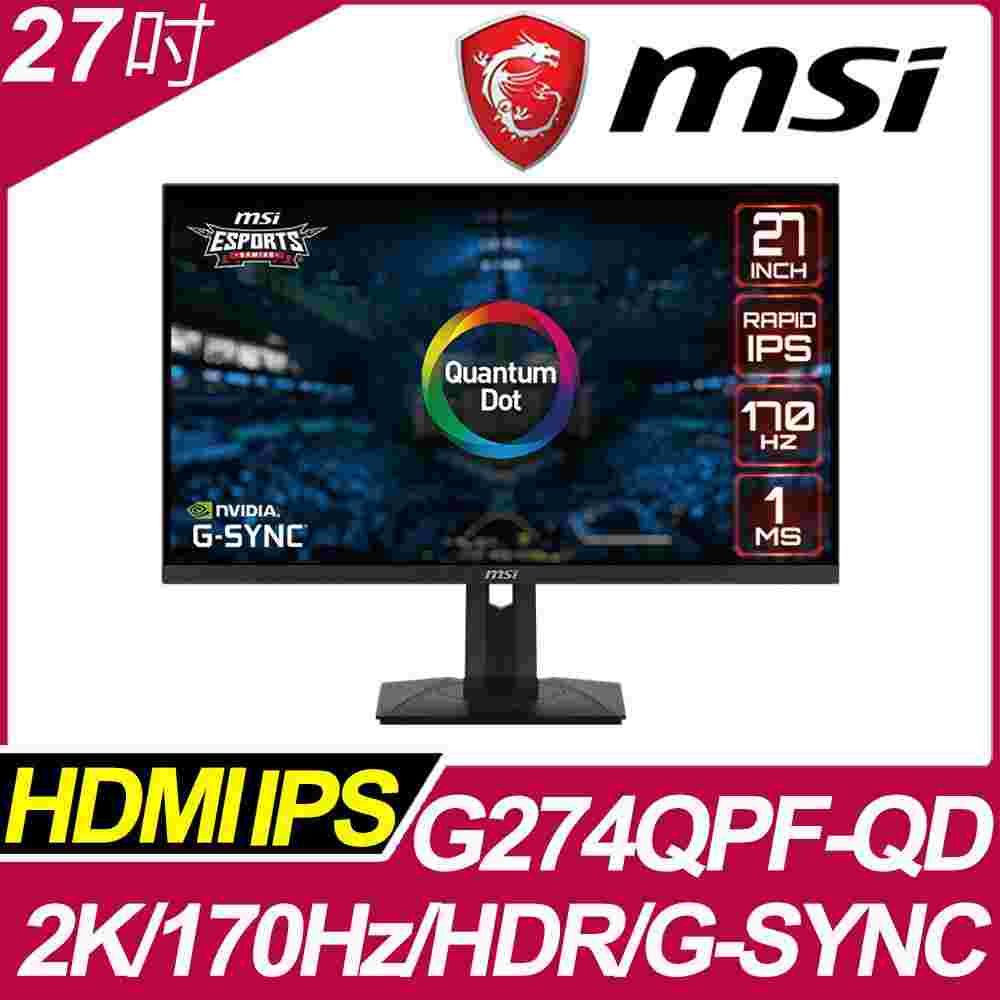 27吋
msi
msi
ESPORTS
GAMING
27
INCH
RAPID
IPS
170
HZ
1
MS
Quantum
Dot
NVIDIA.
G-SYNC
msi
HDMI IPS/G274QPF-QD
2K/170Hz/HDR/G-SYNC